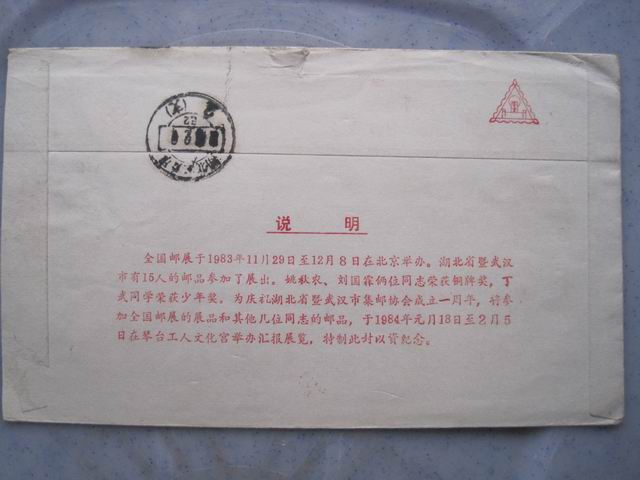 说 明
全国邮展于1983年11月29日至12月8日在北京举办。湖北省暨武汉
市有15人的邮品参加了展出。姚秋农、刘国霖俩位同志荣获铜牌奖，丁
武同学荣获少年奖。为庆祝湖北省暨武汉市集邮协会成立一周年，将参
加全国邮展的展品和其他几位同志的邮品，于1984年元月18日至2月5
日在琴台工人文化宫举办汇报展览，特制此封以资纪念。